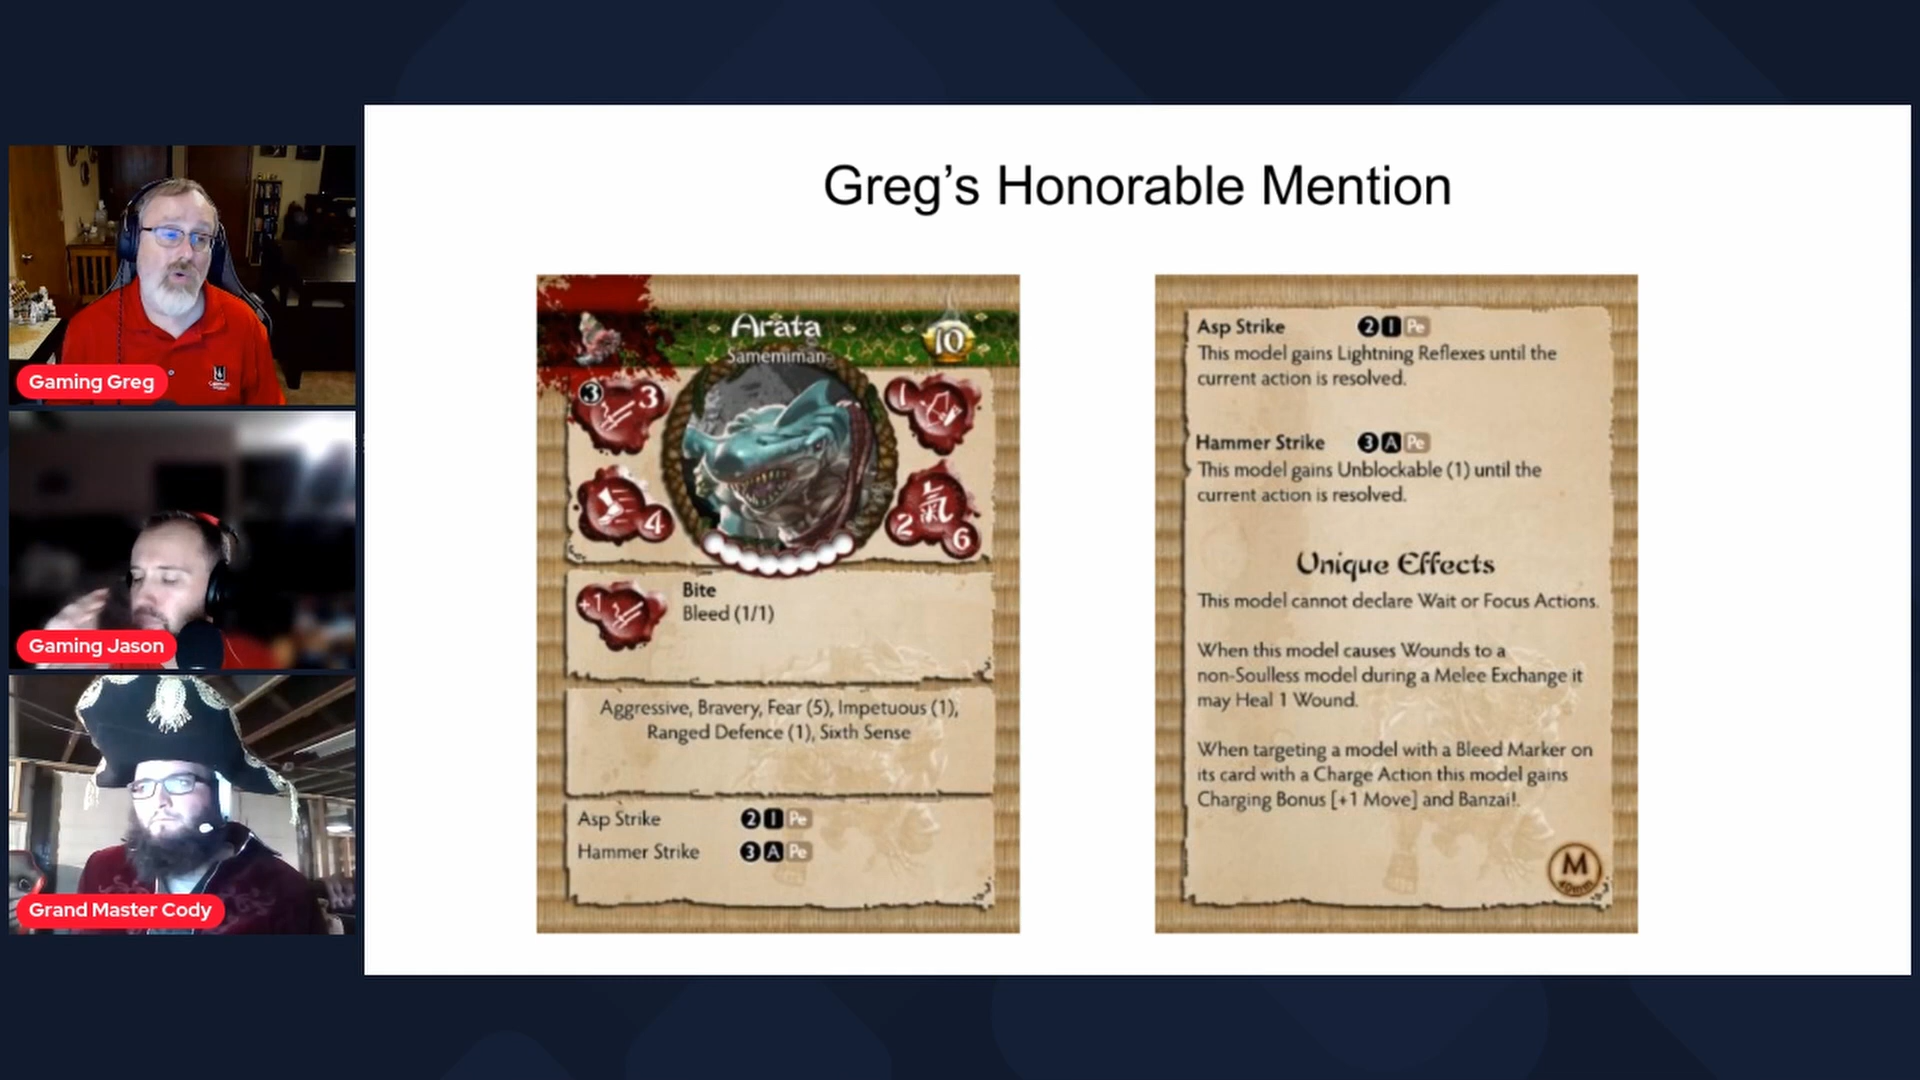 Greg's Honorable Mention
Gaming Greg
Gaming Jason
Grand Master Cody
Arata
Samemiman
10
3
3
1
4
氣
2
6
+1
Bite
Bleed (1/1)
Aggressive, Bravery, Fear (5), Impetuous (1),
Ranged Defence (1), Sixth Sense
Asp Strike 2 I Pe
Hammer Strike 3 A Pe
Asp Strike 2 I Pe
This model gains Lightning Reflexes until the
current action is resolved.
Hammer Strike 3 A Pe
This model gains Unblockable (1) until the
current action is resolved.
Unique Effects
This model cannot declare Wait or Focus Actions.
When this model causes Wounds to a
non-Soulless model during a Melee Exchange it
may Heal 1 Wound.
When targeting a model with a Bleed Marker on
its card with a Charge Action this model gains
Charging Bonus [+1 Move] and Banzai!.
M
40mm